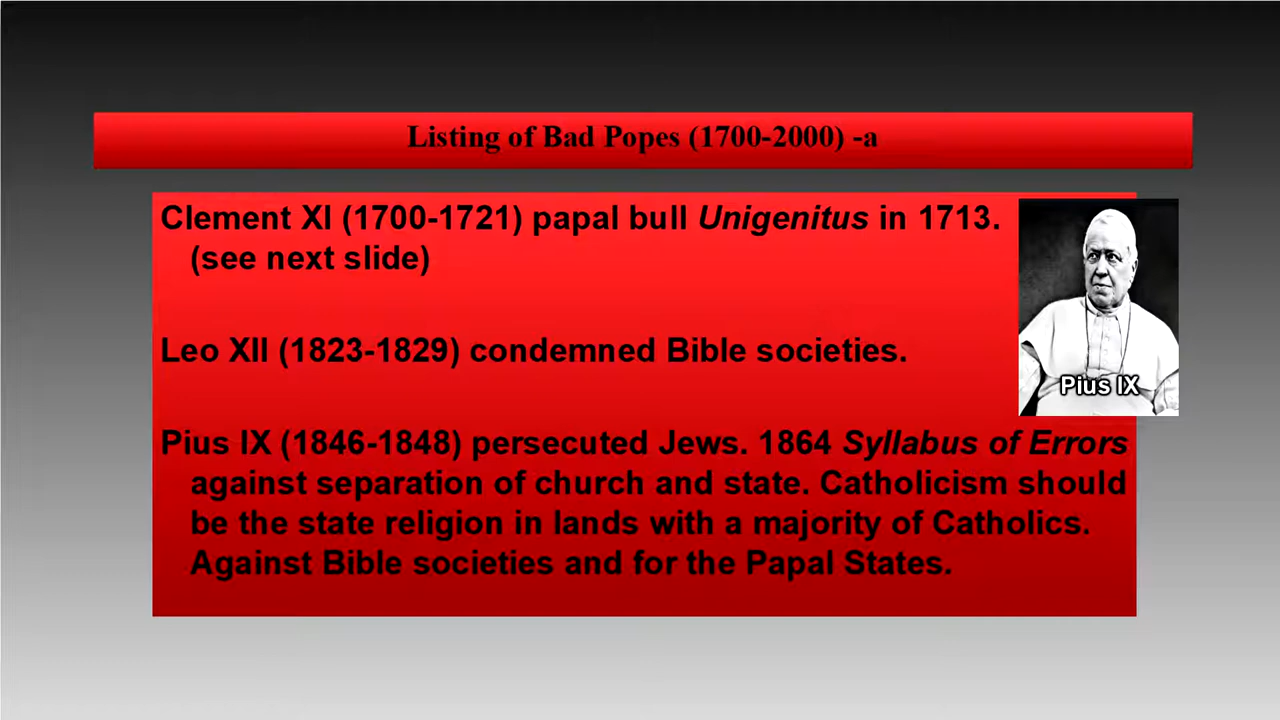 Listing of Bad Popes (1700-2000) -a
Clement XI (1700-1721) papal bull Unigenitus in 1713.
(see next slide)
Leo XII (1823-1829) condemned Bible societies.
Pius IX
Pius IX (1846-1848) persecuted Jews. 1864 Syllabus of Errors
against separation of church and state. Catholicism should
be the state religion in lands with a majority of Catholics.
Against Bible societies and for the Papal States.